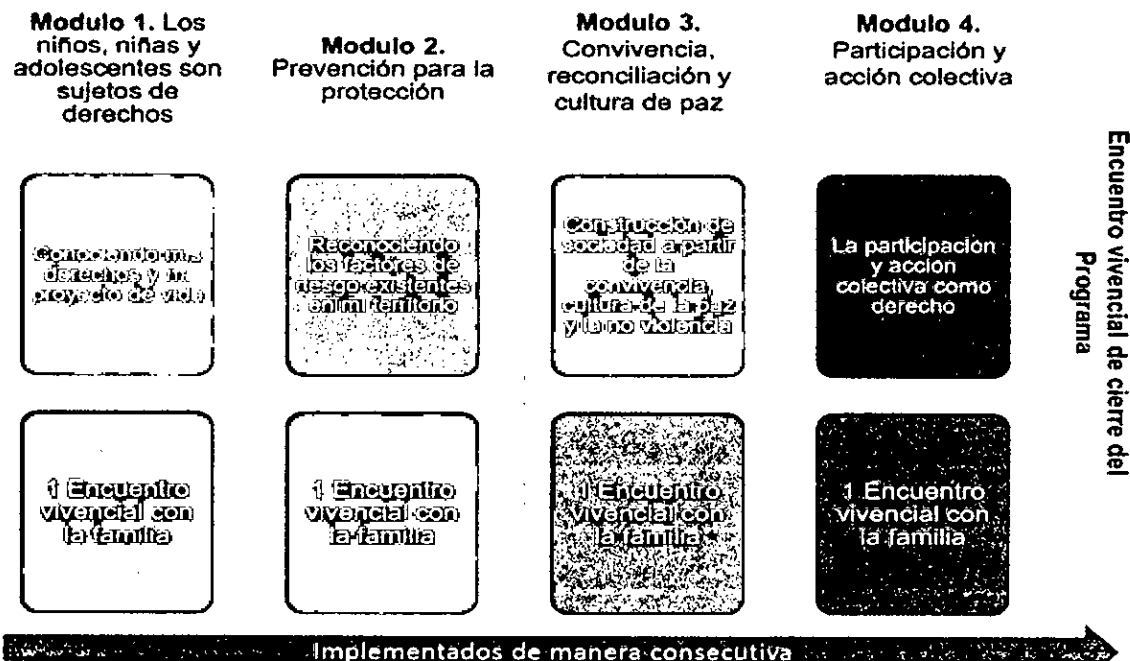 Modulo 1. Los
niños, niñas y
adolescentes son
sujetos de
derechos
Modulo 2.
Prevención para la
protección
Modulo 3.
Convivencia,
reconciliación y
cultura de paz
Modulo 4.
Participación y
acción colectiva
Conociendo mis
derechos y mi
proyecto de vida
Reconociendo
los factores de
riesgo existentes
en mi territorio
Construcción de
sociedad a partir
de la
convivencia,
cultura de la paz
y la no violencia
La participación
y acción
colectiva como
derecho
1 Encuentro
vivencial con
la familia
1 Encuentro
vivencial con
la familia
1 Encuentro
vivencial con
la familia
1 Encuentro
vivencial con
la familia
Encuentro vivencial de cierre del
Programa
Implementados de manera consecutiva